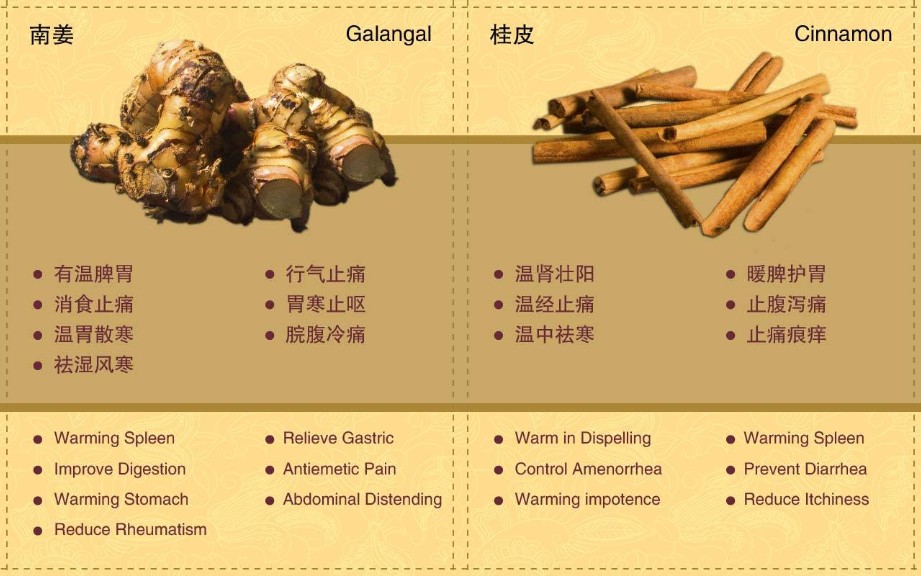 南姜
Galangal
有温脾胃
消食止痛
温胃散寒
祛湿风寒
行气止痛
胃寒止呕
脘腹冷痛
Warming Spleen
Improve Digestion
Warming Stomach
Reduce Rheumatism
Relieve Gastric
Antiemetic Pain
Abdominal Distending
桂皮
Cinnamon
温肾壮阳
温经止痛
温中祛寒
暖脾护胃
止腹泻痛
止痛痕痒
Warm in Dispelling
Control Amenorrhea
Warming impotence
Warming Spleen
Prevent Diarrhea
Reduce Itchiness